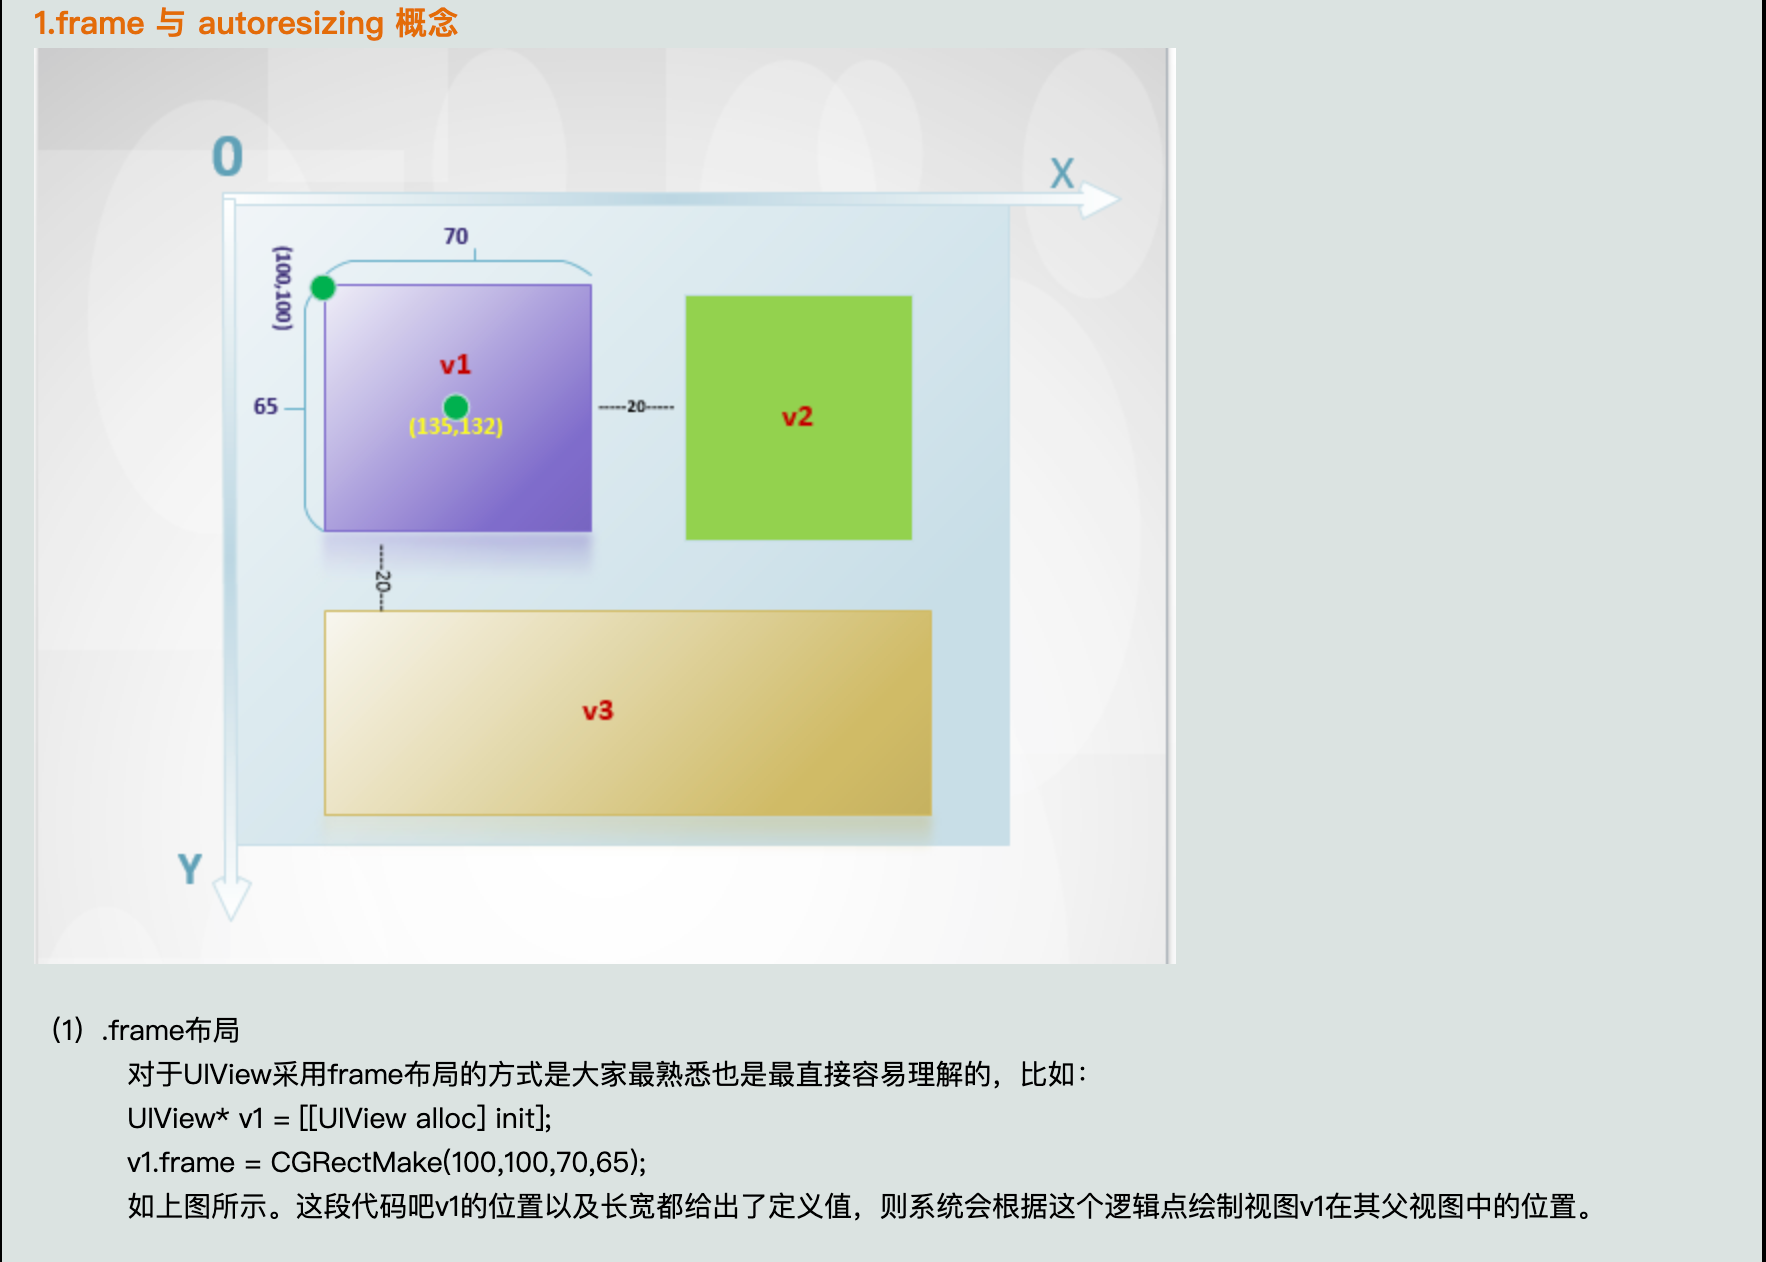 1.frame 与 autoresizing 概念
0
X
70
(100,100)
v1
65
(135,132)
-----20-----
v2
----20---
v3
Y
(1) .frame布局
对于UIView采用frame布局的方式是大家最熟悉也是最直接容易理解的，比如：
UIView* v1 = [[UIView alloc] init];
v1.frame = CGRectMake(100,100,70,65);
如上图所示。这段代码吧v1的位置以及长宽都给出了定义值，则系统会根据这个逻辑点绘制视图v1在其父视图中的位置。